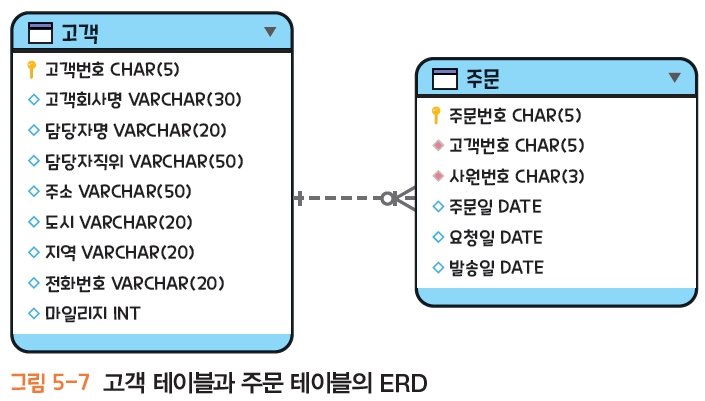 고객
고객번호 CHAR(5)
고객회사명 VARCHAR(30)
담당자명 VARCHAR(20)
담당자직위 VARCHAR(50)
주소 VARCHAR(50)
도시 VARCHAR(20)
지역 VARCHAR(20)
전화번호 VARCHAR(20)
마일리지 INT
주문
주문번호 CHAR(5)
고객번호 CHAR(5)
사원번호 CHAR(3)
주문일 DATE
요청일 DATE
발송일 DATE
그림 5-7 고객 테이블과 주문 테이블의 ERD